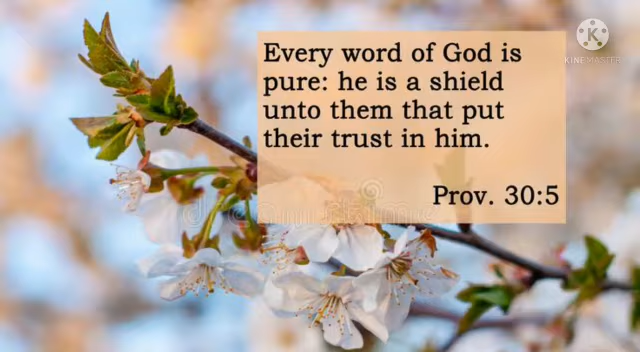 Every word of God is
pure: he is a shield
unto them that put
their trust in him.
Prov. 30:5
K
KINEMASTER